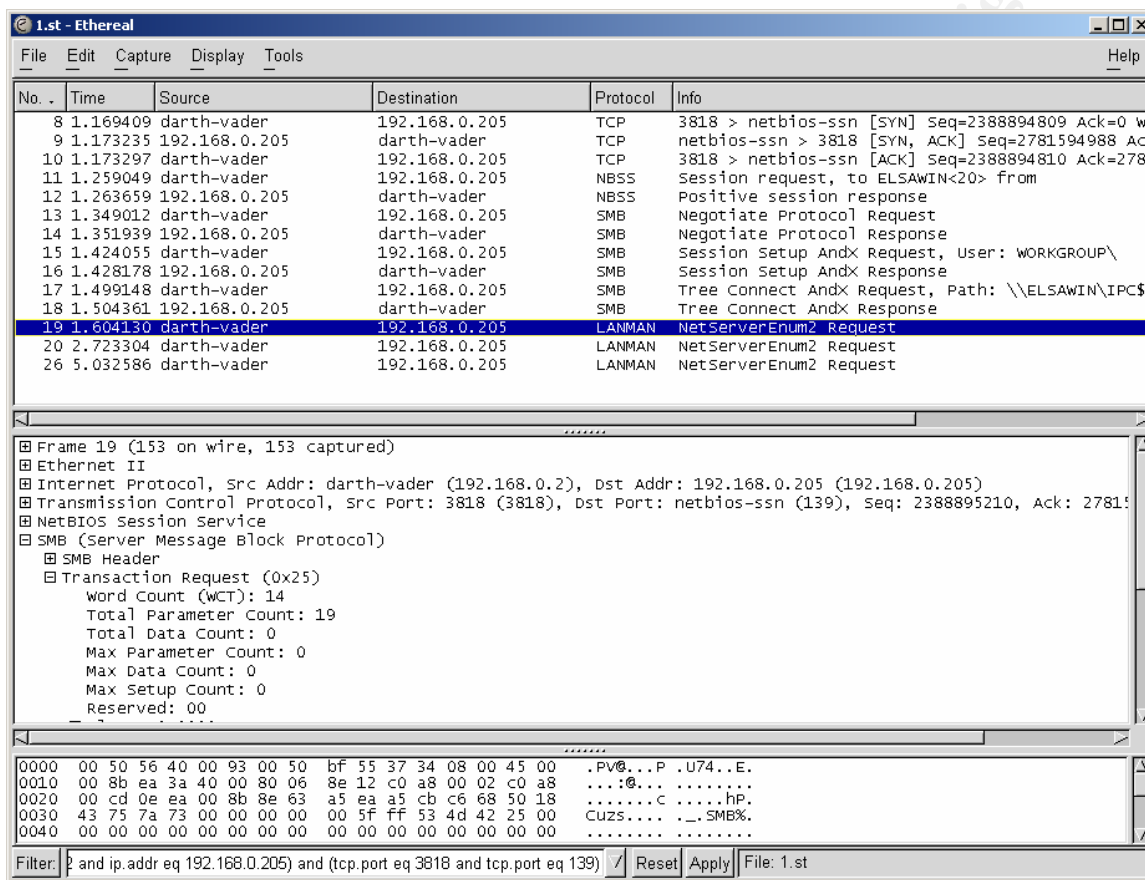 1.st - Ethereal
File Edit Capture Display Tools Help
No. Time Source Destination Protocol Info
8 1.169409 darth-vader 192.168.0.205 TCP 3818 > netbios-ssn [SYN] Seq=2388894809 Ack=0 W
9 1.173235 192.168.0.205 darth-vader TCP netbios-ssn > 3818 [SYN, ACK] Seq=2781594988 Ac
10 1.173297 darth-vader 192.168.0.205 TCP 3818 > netbios-ssn [ACK] Seq=2388894810 Ack=278
11 1.259049 darth-vader 192.168.0.205 NBSS Session request, to ELSAWIN<20> from
12 1.263659 192.168.0.205 darth-vader NBSS Positive session response
13 1.349012 darth-vader 192.168.0.205 SMB Negotiate Protocol Request
14 1.351939 192.168.0.205 darth-vader SMB Negotiate Protocol Response
15 1.424055 darth-vader 192.168.0.205 SMB Session Setup AndX Request, User: WORKGROUP\
16 1.428178 192.168.0.205 darth-vader SMB Session Setup AndX Response
17 1.499148 darth-vader 192.168.0.205 SMB Tree Connect AndX Request, Path: \\ELSAWIN\IPC$
18 1.504361 192.168.0.205 darth-vader SMB Tree Connect AndX Response
19 1.604130 darth-vader 192.168.0.205 LANMAN NetServerEnum2 Request
20 2.723304 darth-vader 192.168.0.205 LANMAN NetServerEnum2 Request
26 5.032586 darth-vader 192.168.0.205 LANMAN NetServerEnum2 Request
Frame 19 (153 on wire, 153 captured)
Ethernet II
Internet Protocol, Src Addr: darth-vader (192.168.0.2), Dst Addr: 192.168.0.205 (192.168.0.205)
Transmission Control Protocol, Src Port: 3818 (3818), Dst Port: netbios-ssn (139), Seq: 2388895210, Ack: 2781
NetBIOS Session Service
SMB (Server Message Block Protocol)
SMB Header
Transaction Request (0x25)
Word Count (WCT): 14
Total Parameter Count: 19
Total Data Count: 0
Max Parameter Count: 0
Max Data Count: 0
Max Setup Count: 0
Reserved: 00
0000 00 50 56 40 00 93 00 50 bf 55 37 34 08 00 45 00 .PV@...P .U74..E.
0010 00 8b ea 3a 40 00 80 06 8e 12 c0 a8 00 02 c0 a8 ...:@... ........
0020 00 cd 0e ea 00 8b 8e 63 a5 ea a5 cb c6 68 50 18 .......c .....hP.
0030 43 75 7a 73 00 00 00 00 00 5f ff 53 4d 42 25 00 Cuzs.... ._.SMB%.
0040 00 00 00 00 00 00 00 00 00 00 00 00 00 00 00 00 ........ ........
Filter: 2 and ip.addr eq 192.168.0.205) and (tcp.port eq 3818 and tcp.port eq 139) Reset Apply File: 1.st